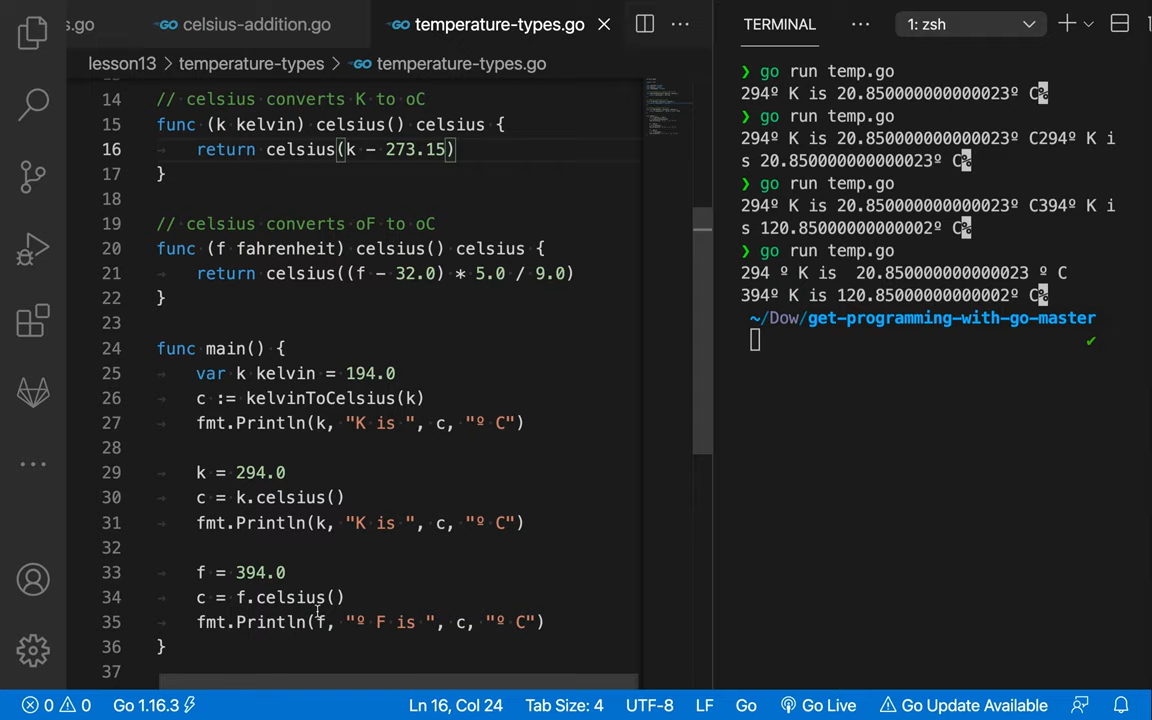 s.go
celsius-addition.go
temperature-types.go
TERMINAL
1: zsh
lesson13 > temperature-types > temperature-types.go
14 // celsius converts K to oC
15 func (k kelvin) celsius() celsius {
16 return celsius(k - 273.15)
17 }
18
19 // celsius converts oF to oC
20 func (f fahrenheit) celsius() celsius {
21 return celsius((f - 32.0) * 5.0 / 9.0)
22 }
23
24 func main() {
25 var k kelvin = 194.0
26 c := kelvinToCelsius(k)
27 fmt.Println(k, "K is ", c, "º C")
28
29 k = 294.0
30 c = k.celsius()
31 fmt.Println(k, "K is ", c, "º C")
32
33 f = 394.0
34 c = f.celsius()
35 fmt.Println(f, "º F is ", c, "º C")
36 }
37
❯ go run temp.go
294º K is 20.850000000000023º C%
❯ go run temp.go
294º K is 20.850000000000023º C294º K i
s 20.850000000000023º C%
❯ go run temp.go
294º K is 20.850000000000023º C394º K i
s 120.85000000000002º C%
❯ go run temp.go
294 º K is  20.850000000000023 º C
394º K is 120.85000000000002º C%
~/Dow/get-programming-with-go-master
✔
0 0 Go 1.16.3 Ln 16, Col 24 Tab Size: 4 UTF-8 LF Go Go Live Go Update Available